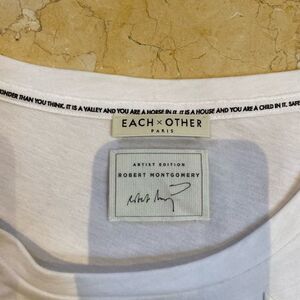 KINDER THAN YOU THINK. IT IS A VALLEY AND YOU ARE A HORSE IN IT. IT IS A HOUSE AND YOU ARE A CHILD IN IT. SAFE
EACH × OTHER
PARIS
ARTIST EDITION
ROBERT MONTGOMERY